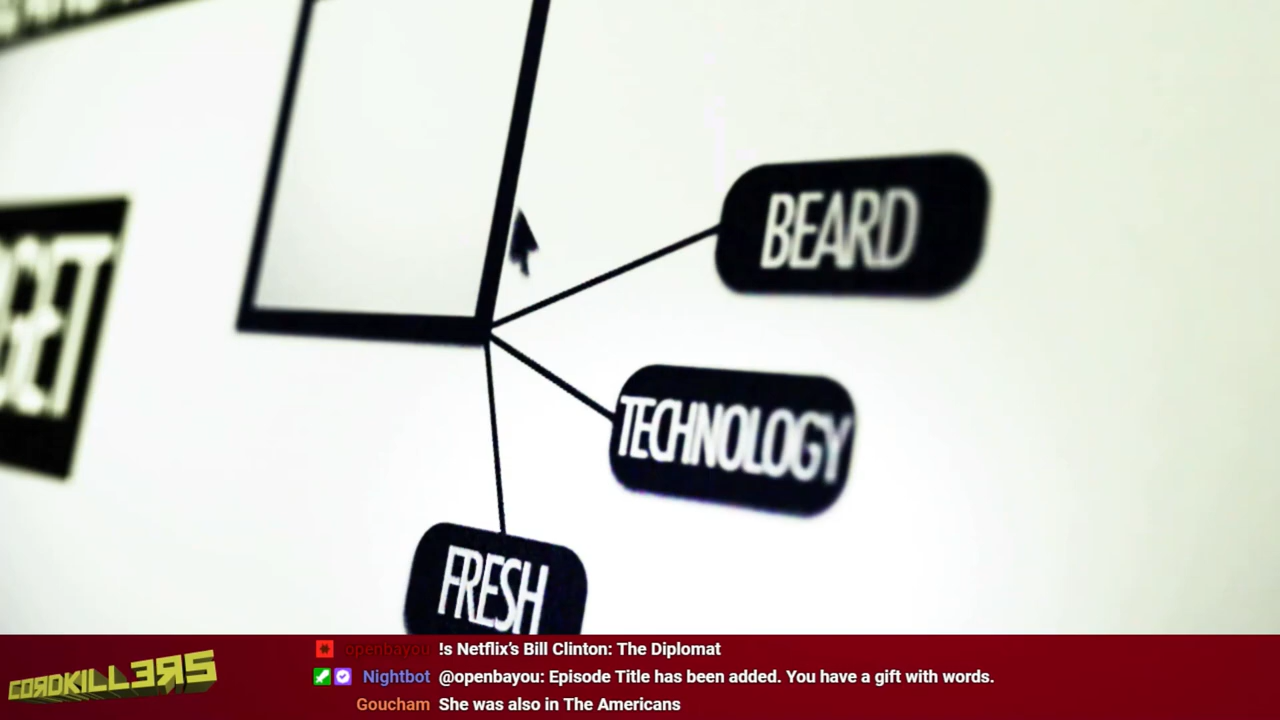 BEARD
TECHNOLOGY
FRESH
CORDKILL3RS
openbayou !s Netflix's Bill Clinton: The Diplomat
Nightbot @openbayou: Episode Title has been added. You have a gift with words.
Goucham She was also in The Americans